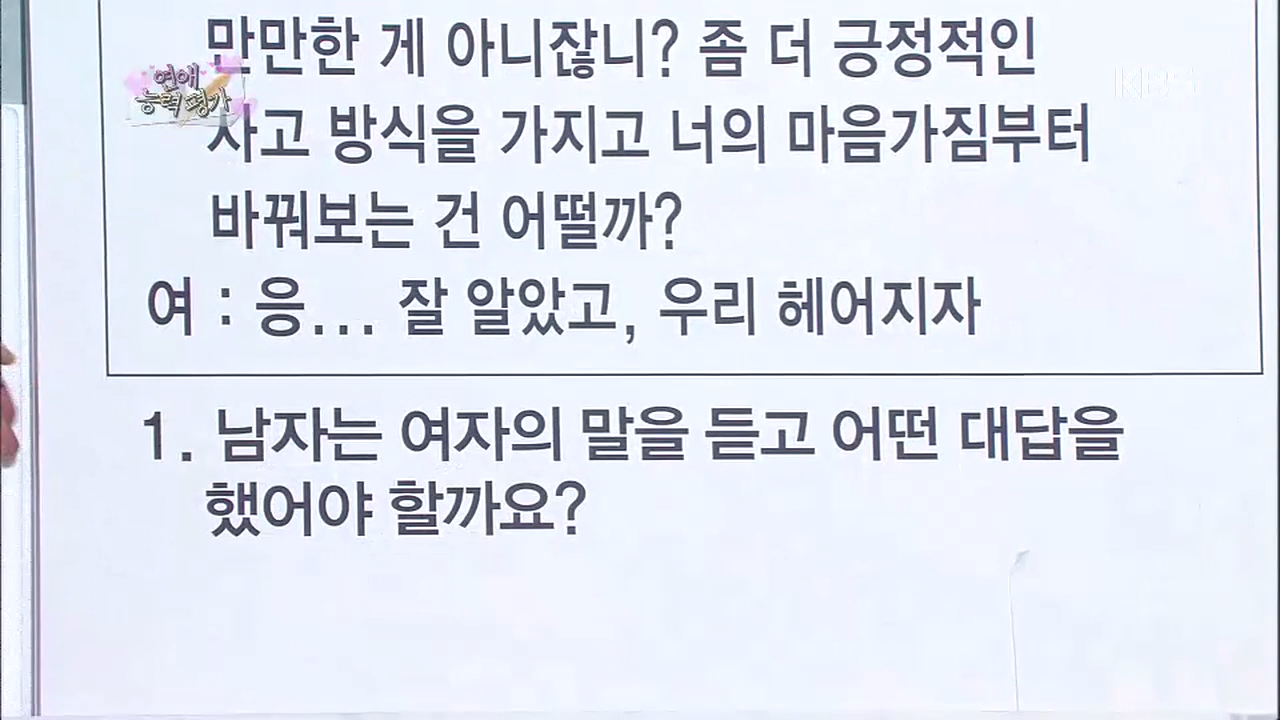 만만한 게 아니잖니? 좀 더 긍정적인
연애
능력 평가
KBS
사고 방식을 가지고 너의 마음가짐부터
바꿔보는 건 어떨까?
여 : 응... 잘 알았고, 우리 헤어지자
1. 남자는 여자의 말을 듣고 어떤 대답을
했어야 할까요?